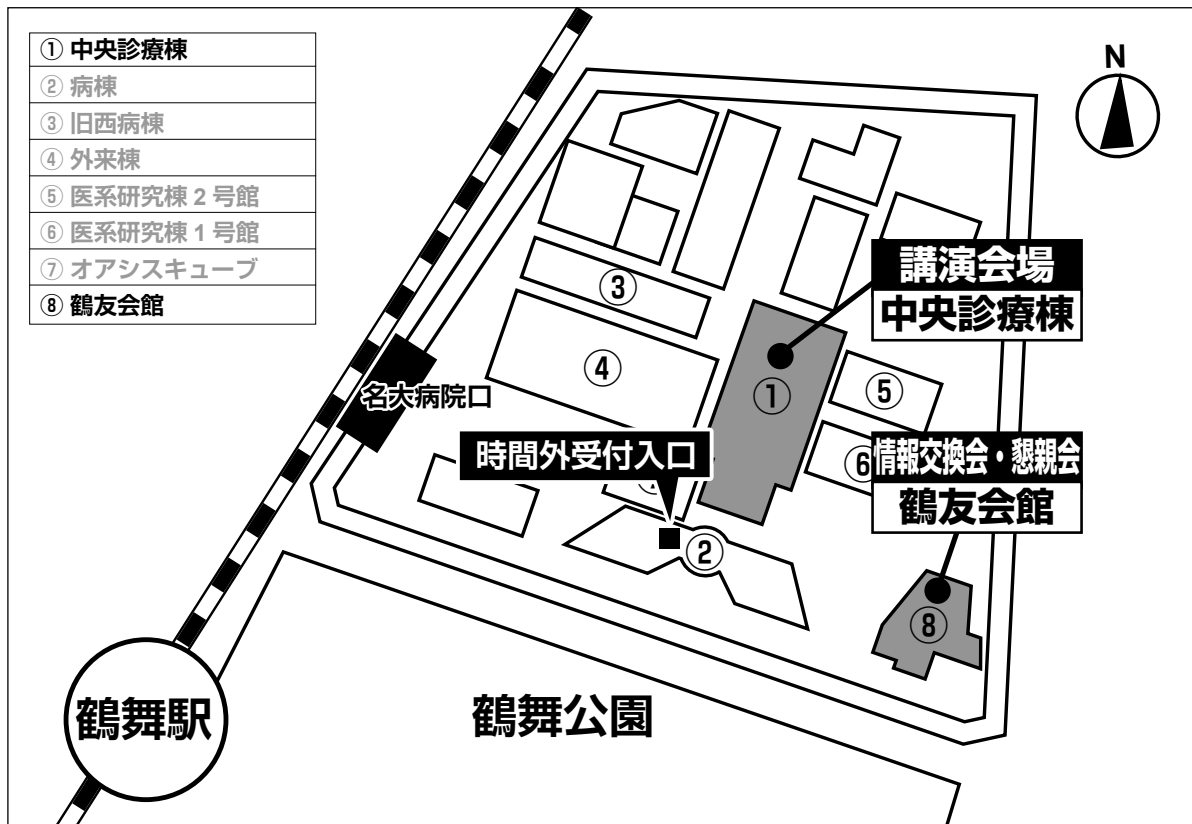 ① 中央診療棟
② 病棟
③ 旧西病棟
④ 外来棟
⑤ 医系研究棟 2 号館
⑥ 医系研究棟 1 号館
⑦ オアシスキューブ
⑧ 鶴友会館
N
講演会場
中央診療棟
③
④
①
⑤
名大病院口
時間外受付入口
⑥
情報交換会・懇親会
鶴友会館
②
⑧
鶴舞駅
鶴舞公園